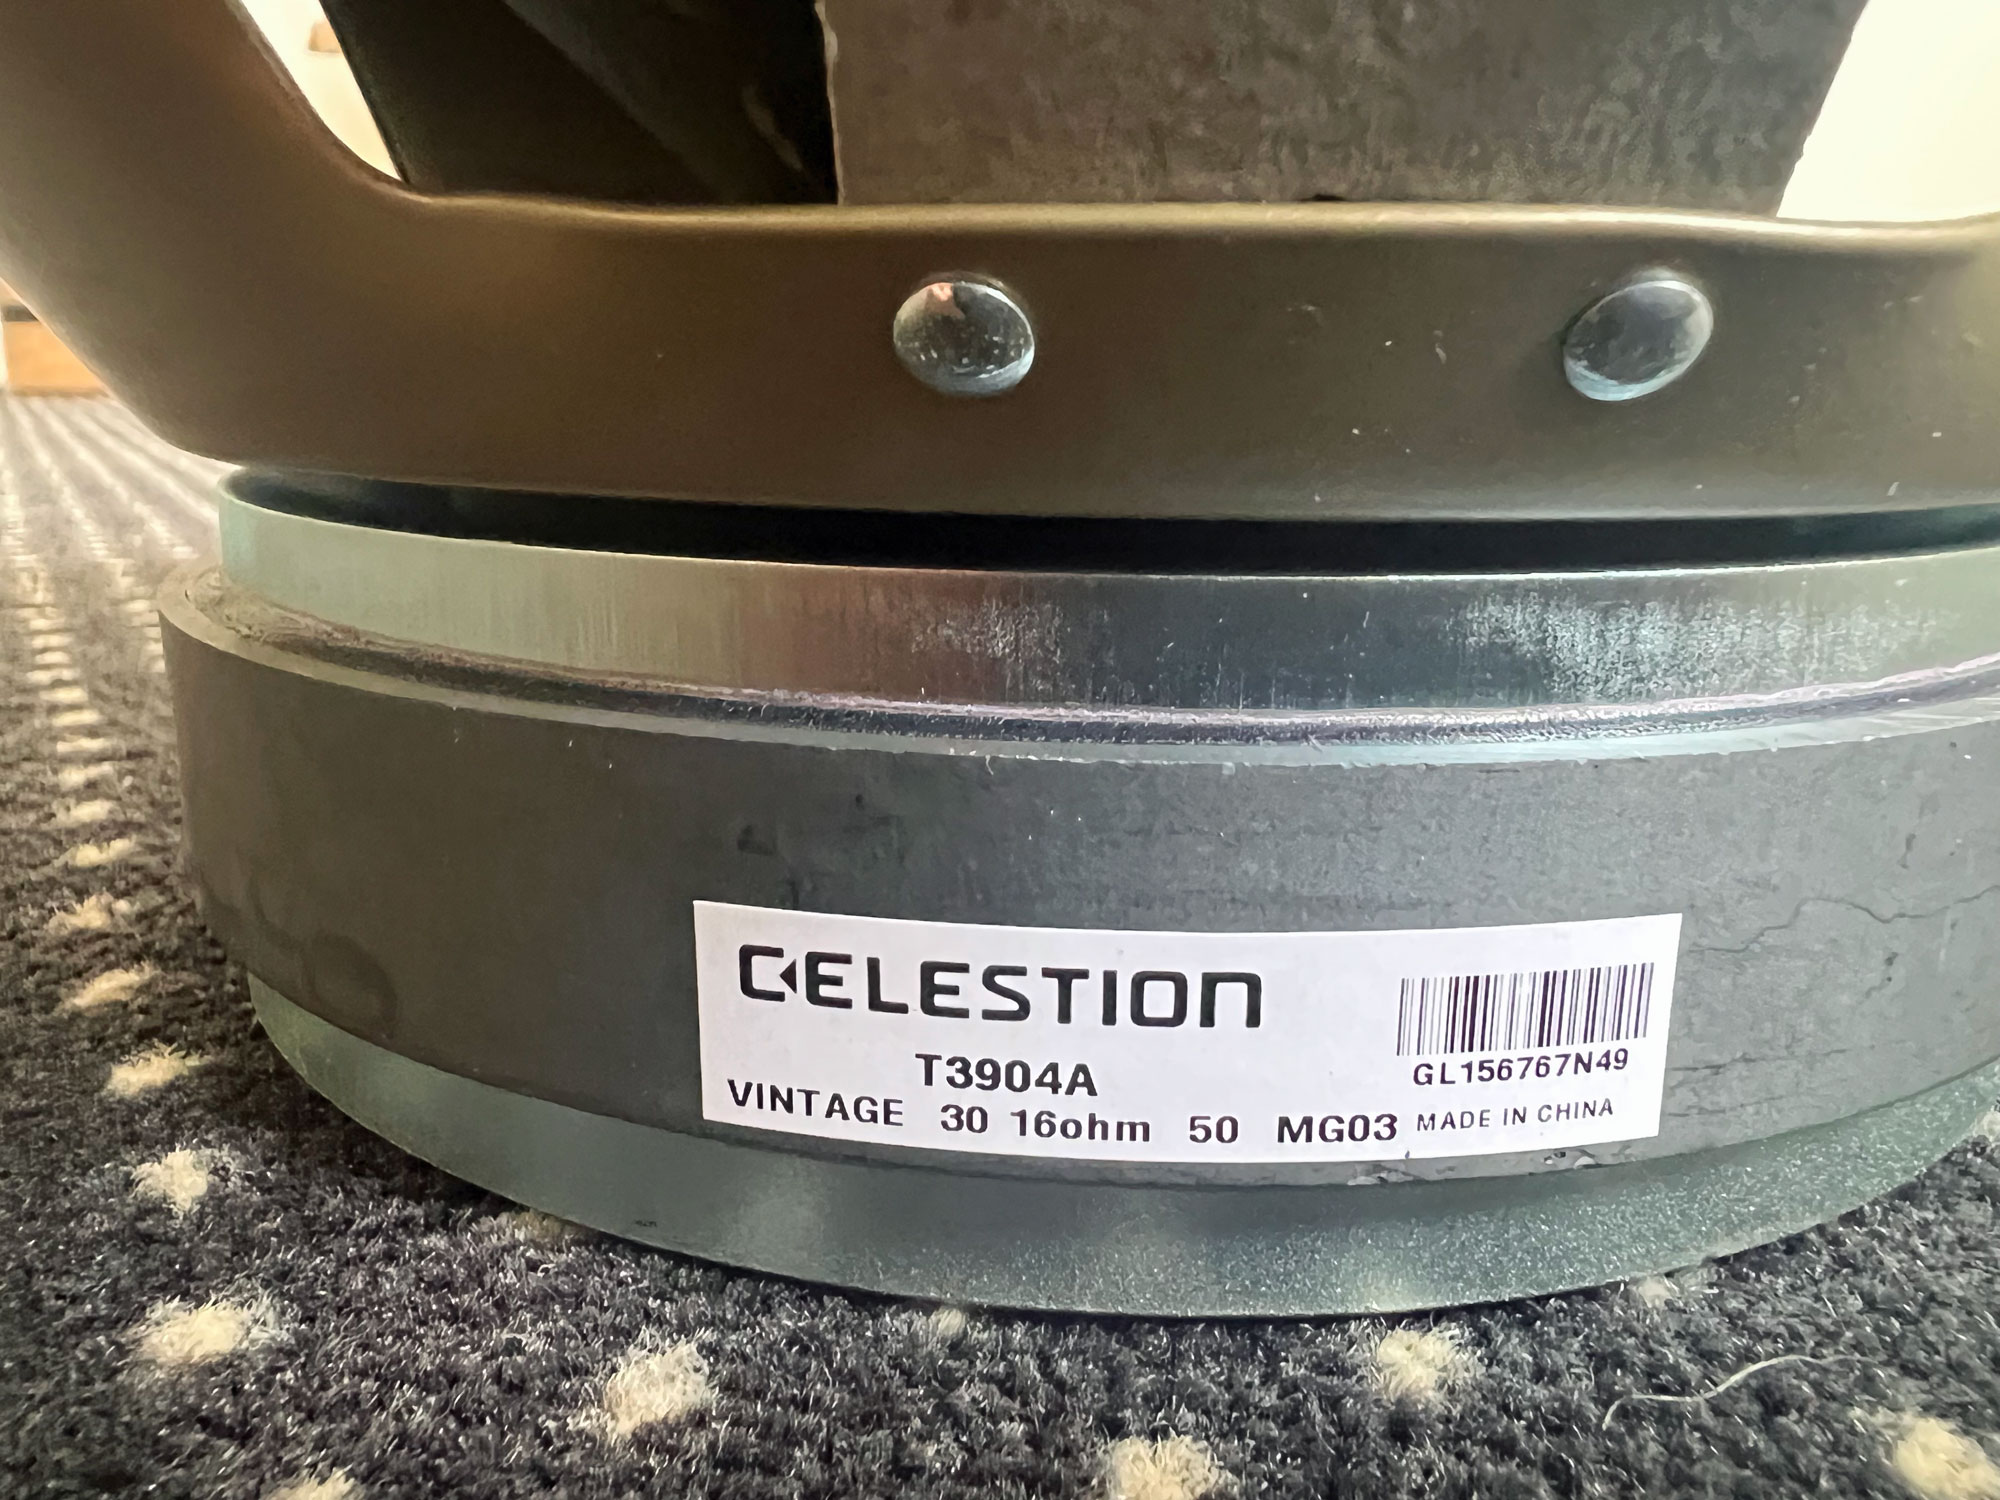 CELESTION
T3904A
VINTAGE 30 16ohm 50 MG03
GL156767N49
MADE IN CHINA